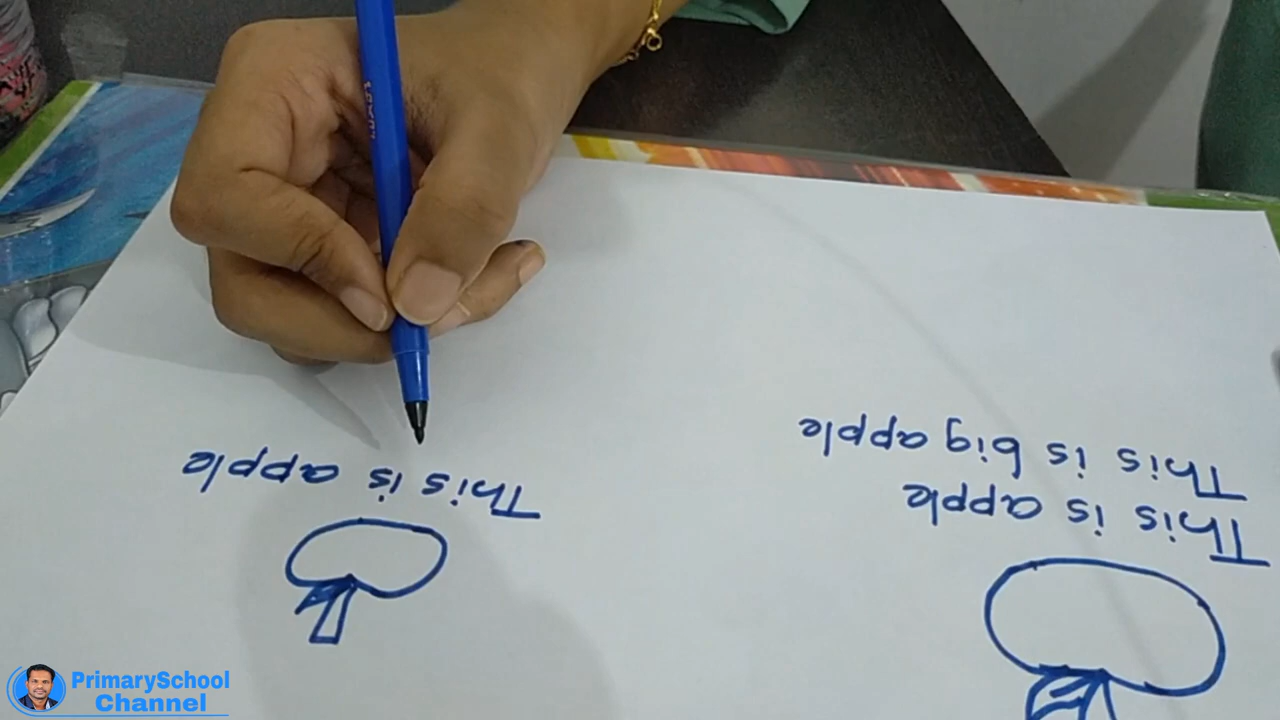 This is apple
This is big apple
This is apple
PrimarySchool
Channel